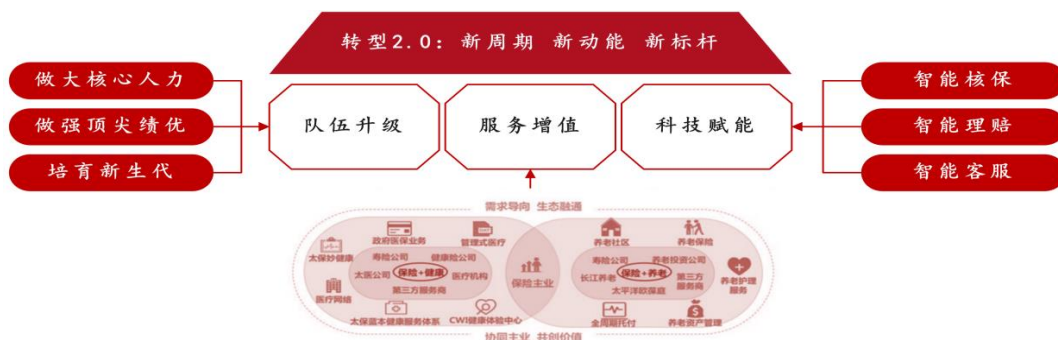 转型2.0：新周期 新动能 新标杆
做大核心人力
做强顶尖绩优
培育新生代
队伍升级
服务增值
科技赋能
智能核保
智能理赔
智能客服
需求导向 生态融通
政府医保业务
管理式医疗
太保妙健康
寿险公司
健康险公司
太医公司
保险+健康
医疗机构
第三方服务商
医疗网络
太保蓝本健康服务体系
CWI健康体验中心
保险主业
养老社区
养老保险
寿险公司
养老投资公司
长江养老
保险+养老
第三方
服务商
太平洋欧葆庭
养老护理
服务
全周期托付
养老资产管理
协同主业 共创价值